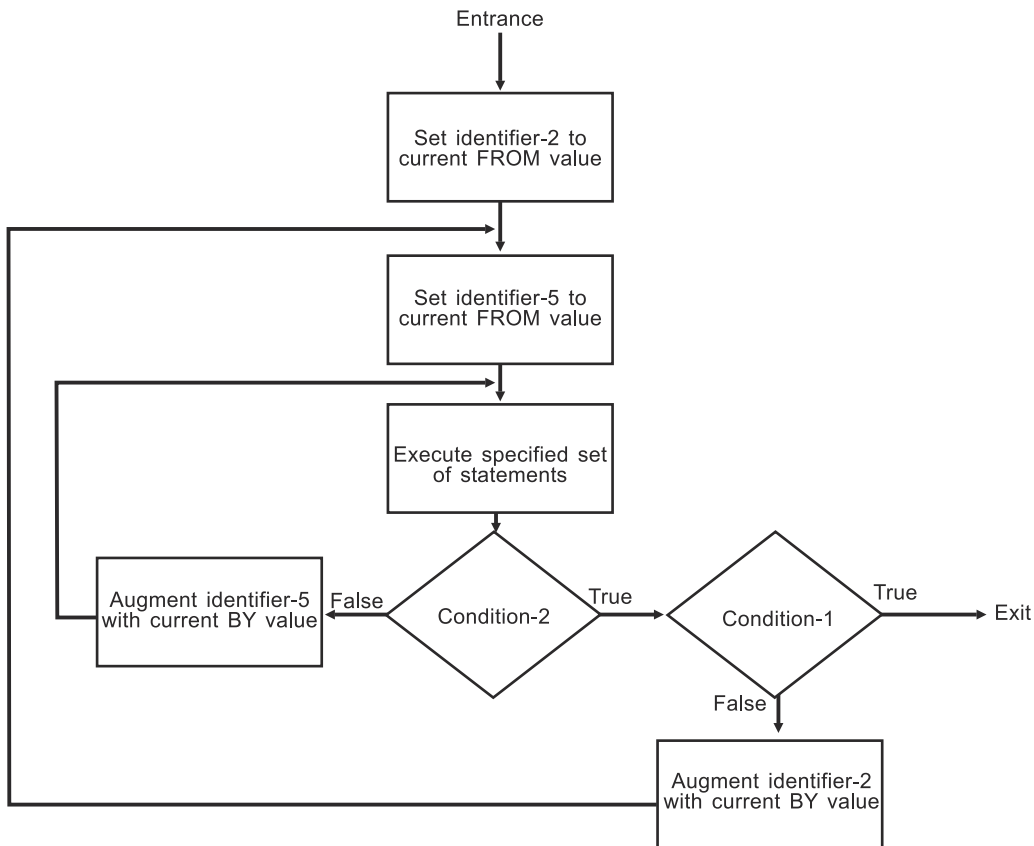 Entrance
Set identifier-2 to
current FROM value
Set identifier-5 to
current FROM value
Execute specified set
of statements
Augment identifier-5
with current BY value
False
Condition-2
True
Condition-1
True
Exit
False
Augment identifier-2
with current BY value